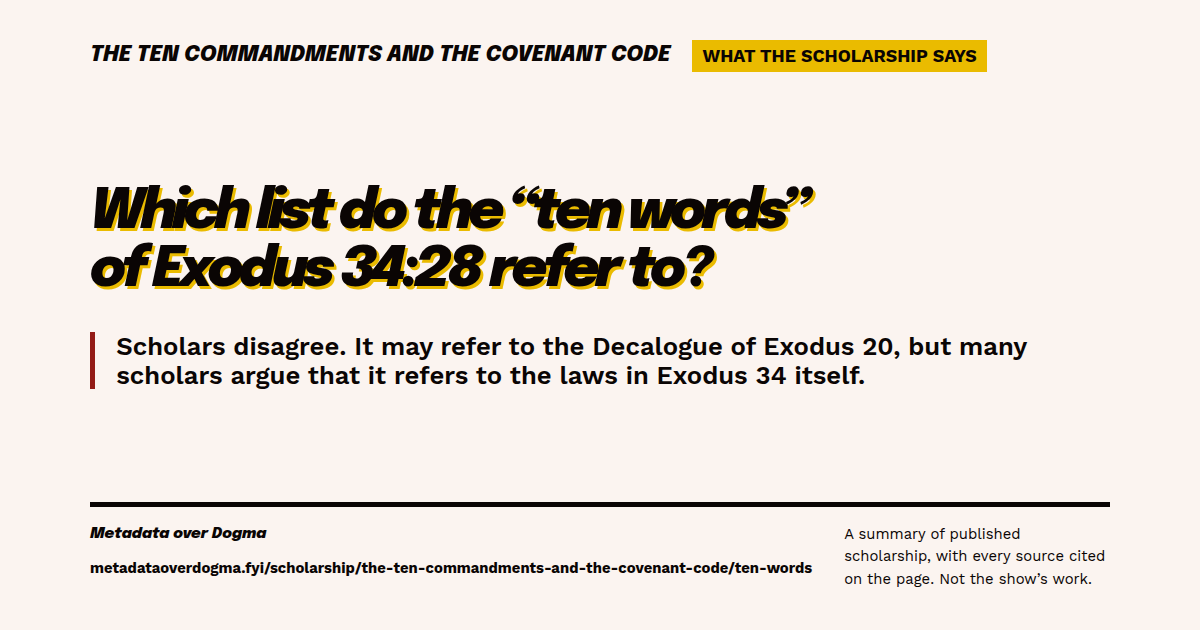 THE TEN COMMANDMENTS AND THE COVENANT CODE
WHAT THE SCHOLARSHIP SAYS
Which list do the “ten words”
of Exodus 34:28 refer to?
Scholars disagree. It may refer to the Decalogue of Exodus 20, but many
scholars argue that it refers to the laws in Exodus 34 itself.
Metadata over Dogma
metadataoverdogma.fyi/scholarship/the-ten-commandments-and-the-covenant-code/ten-words
A summary of published
scholarship, with every source cited
on the page. Not the show’s work.